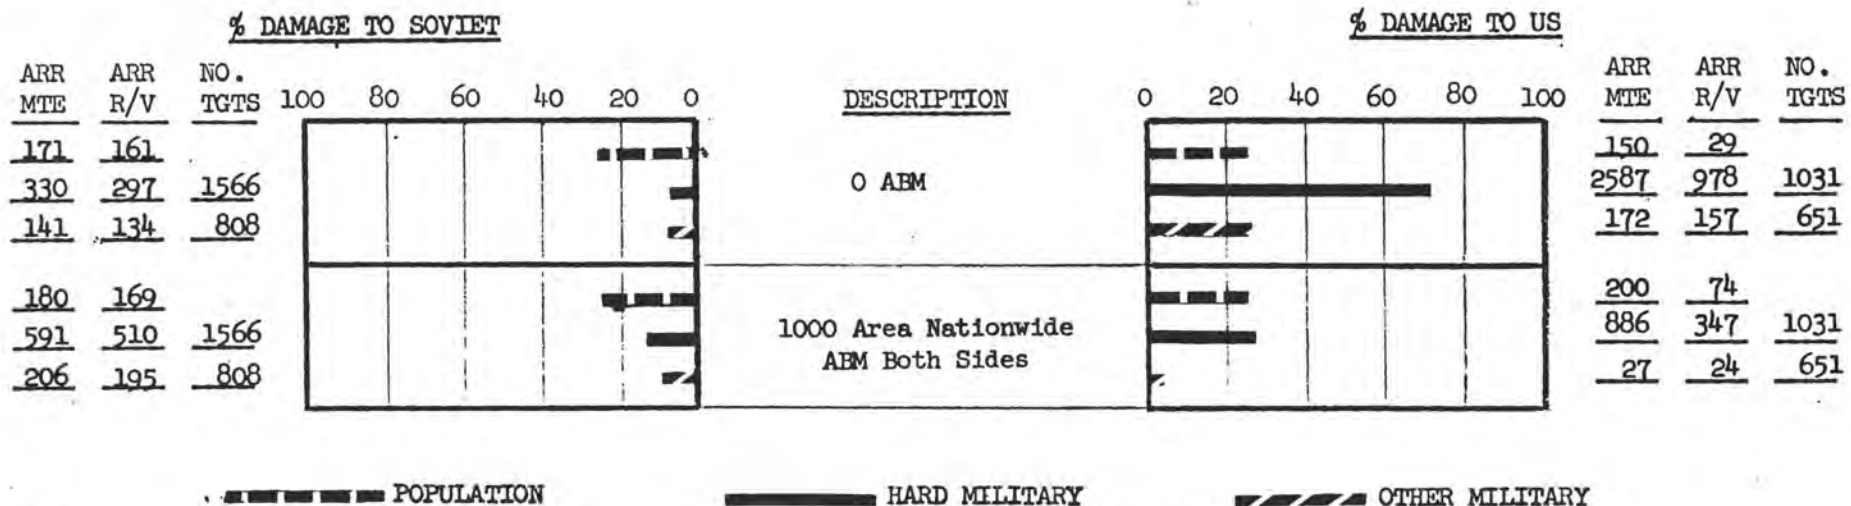 % DAMAGE TO SOVIET % DAMAGE TO US
ARR ARR NO. ARR ARR NO.
MTE R/V TGTS 100 80 60 40 20 0 DESCRIPTION 0 20 40 60 80 100 MTE R/V TGTS
171 161 150 29
330 297 1566 0 ABM 2587 978 1031
141 134 808 172 157 651
180 169 200 74
591 510 1566 1000 Area Nationwide 886 347 1031
ABM Both Sides
206 195 808 27 24 651
POPULATION HARD MILITARY OTHER MILITARY